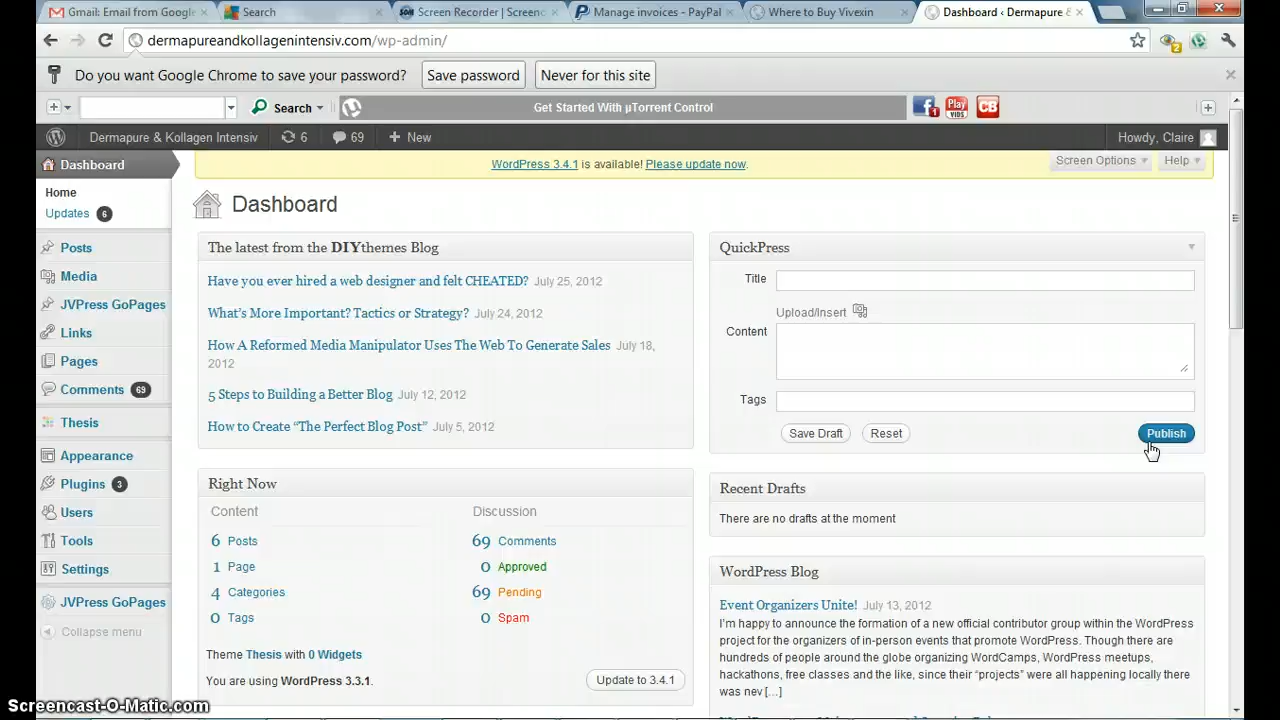 Gmail: Email from Google
Search
Screen Recorder | Screenc
Manage invoices - PayPal
Where to Buy Vivexin
Dashboard ‹ Dermapure &
dermapureandkollagenintensiv.com/wp-admin/
2
Do you want Google Chrome to save your password?
Save password
Never for this site
Search
Get Started With µTorrent Control
1
Play
VIDS
CB
Dermapure & Kollagen Intensiv
6
69
New
Howdy, Claire
Dashboard
Home
Updates 6
Posts
Media
JVPress GoPages
Links
Pages
Comments 69
Thesis
Appearance
Plugins 3
Users
Tools
Settings
JVPress GoPages
Collapse menu
WordPress 3.4.1 is available! Please update now.
Screen Options
Help
Dashboard
The latest from the DIYthemes Blog
Have you ever hired a web designer and felt CHEATED? July 25, 2012
What's More Important? Tactics or Strategy? July 24, 2012
How A Reformed Media Manipulator Uses The Web To Generate Sales July 18,
2012
5 Steps to Building a Better Blog July 12, 2012
How to Create “The Perfect Blog Post” July 5, 2012
Right Now
Content
6 Posts
1 Page
4 Categories
0 Tags
Discussion
69 Comments
0 Approved
69 Pending
0 Spam
Theme Thesis with 0 Widgets
You are using WordPress 3.3.1.
Update to 3.4.1
QuickPress
Title
Upload/Insert
Content
Tags
Save Draft
Reset
Publish
Recent Drafts
There are no drafts at the moment
WordPress Blog
Event Organizers Unite! July 13, 2012
I'm happy to announce the formation of a new official contributor group within the WordPress
project for the organizers of in-person events that promote WordPress. Though there are
hundreds of people around the globe organizing WordCamps, WordPress meetups,
hackathons, free classes and the like, since their “projects” were all happening locally there
was nev […]
Screencast-O-Matic.com